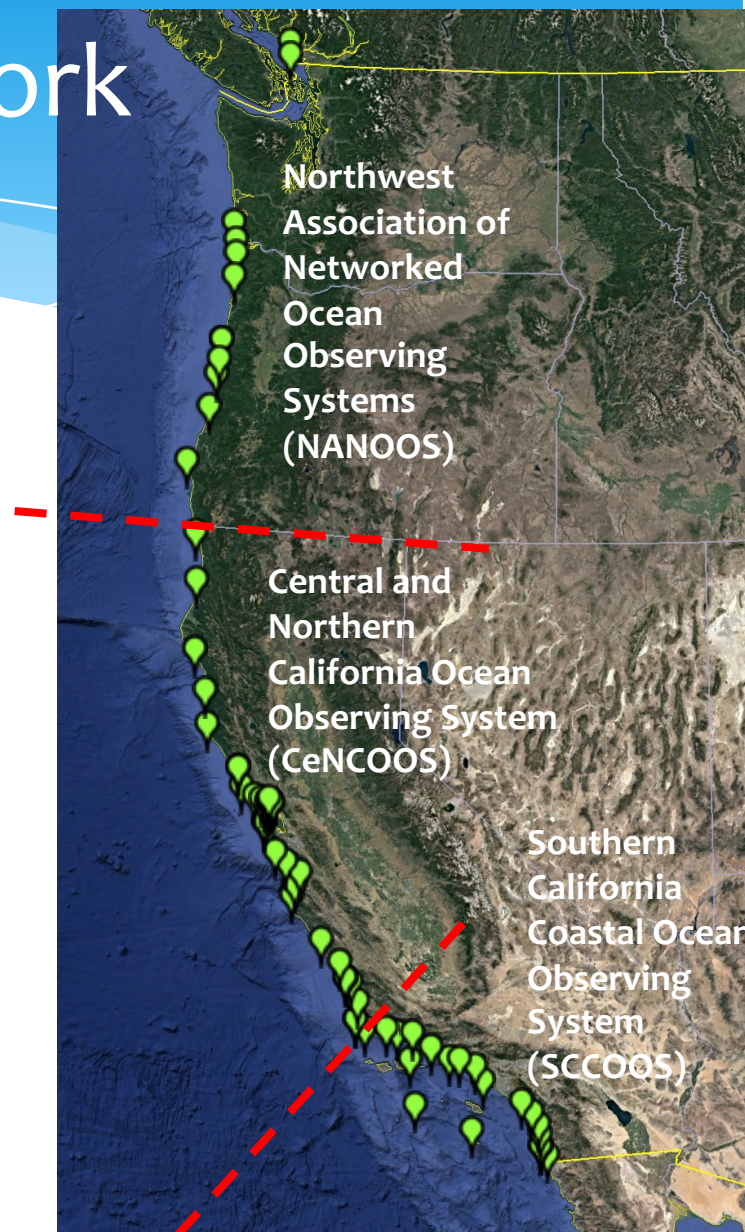 ork
Northwest
Association of
Networked
Ocean
Observing
Systems
(NANOOS)
Central and
Northern
California Ocean
Observing System
(CeNCOOS)
Southern
California
Coastal Ocean
Observing
System
(SCCOOS)